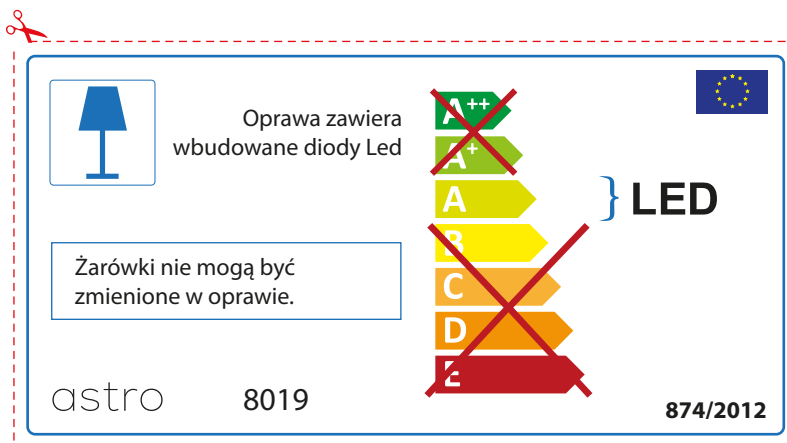 Oprawa zawiera
wbudowane diody Led
A++
A+
A
B
C
D
E
LED
Żarówki nie mogą być
zmienione w oprawie.
astro
8019
874/2012